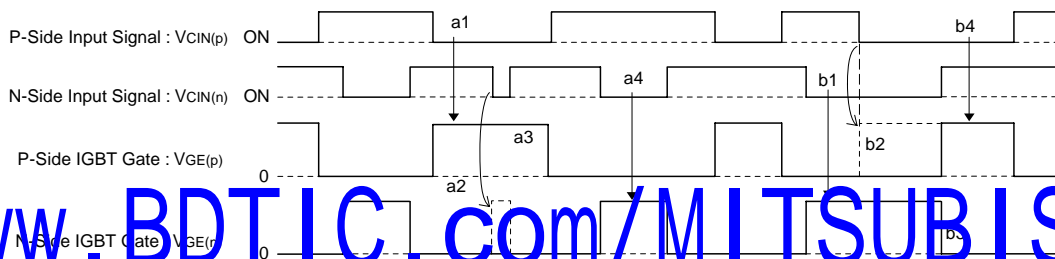 a1
b4
P-Side Input Signal : VCIN(p) ON
a4
b1
N-Side Input Signal : VCIN(n) ON
a3
b2
P-Side IGBT Gate : VGE(p)
0
a2
www.BDTIC.com/MITSUBIS
N-Side IGBT Gate : VGE(n)
b3
0